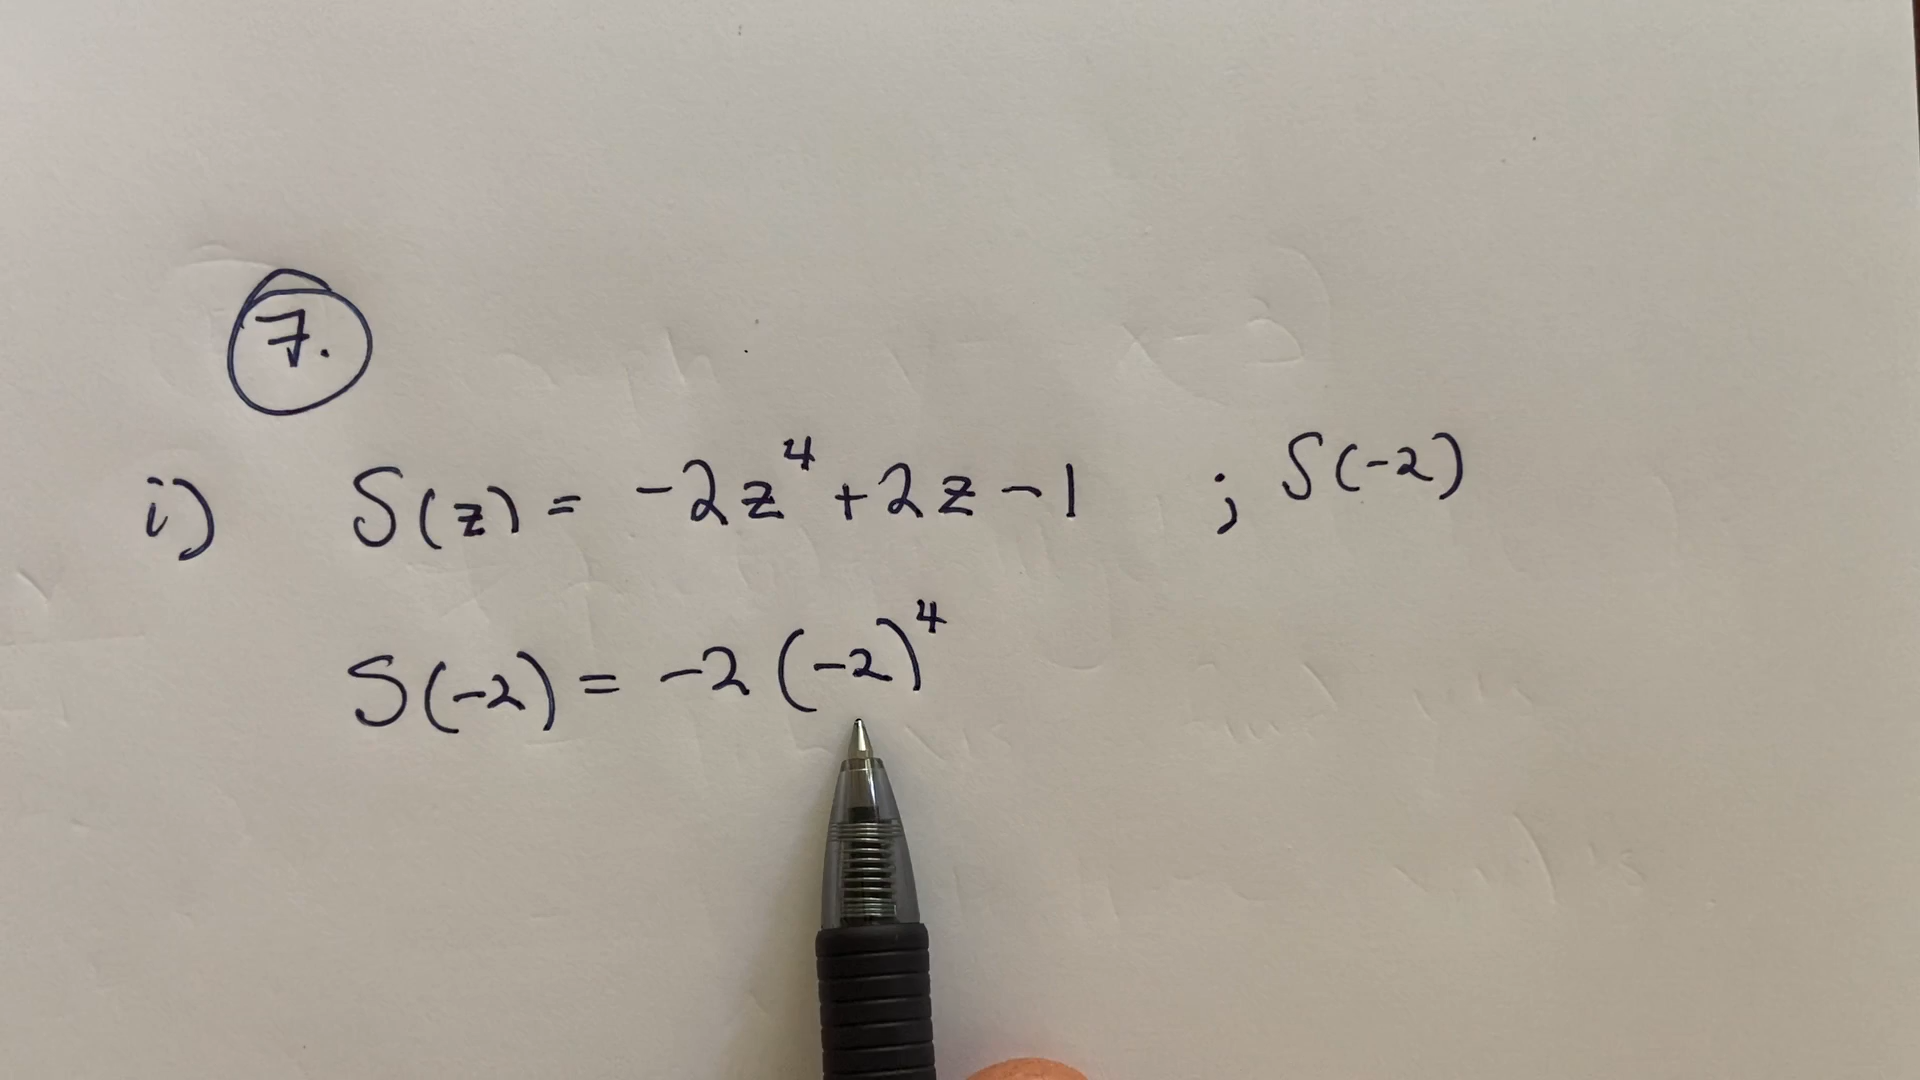 7.
i) S(z) = -2z⁴ + 2z - 1 ; S(-2)
S(-2) = -2 (-2)⁴